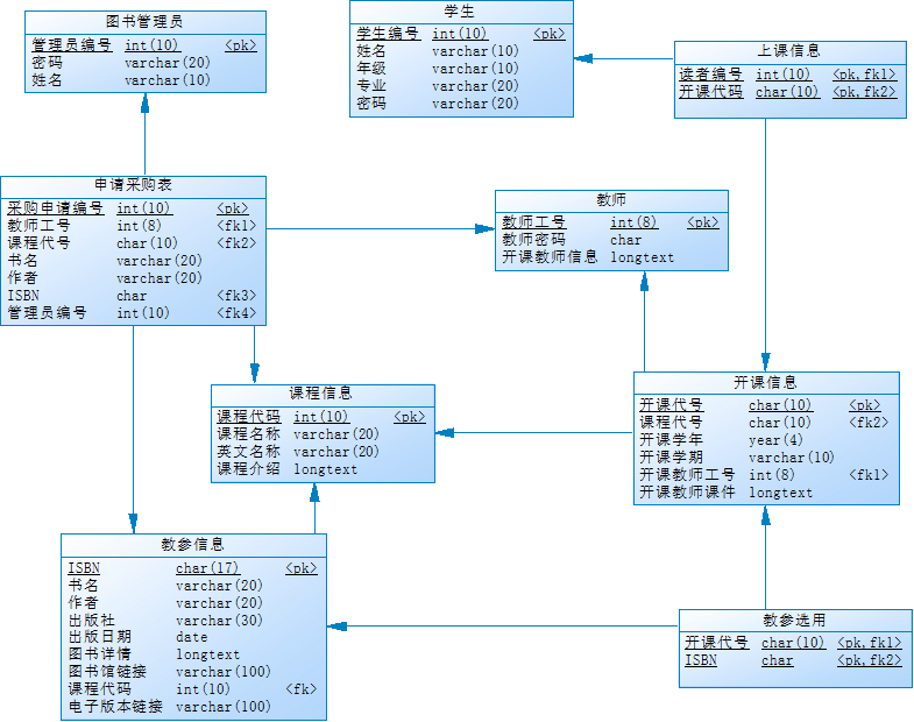 图书管理员
管理员编号 int(10) <pk>
密码 varchar(20)
姓名 varchar(10)
学生
学生编号 int(10) <pk>
姓名 varchar(10)
年级 varchar(10)
专业 varchar(20)
密码 varchar(20)
上课信息
读者编号 int(10) <pk,fk1>
开课代码 char(10) <pk,fk2>
申请采购表
采购申请编号 int(10) <pk>
教师工号 int(8) <fk1>
课程代号 char(10) <fk2>
书名 varchar(20)
作者 varchar(20)
ISBN char <fk3>
管理员编号 int(10) <fk4>
教师
教师工号 int(8) <pk>
教师密码 char
开课教师信息 longtext
课程信息
课程代码 int(10) <pk>
课程名称 varchar(20)
英文名称 varchar(20)
课程介绍 longtext
开课信息
开课代号 char(10) <pk>
课程代号 char(10) <fk2>
开课学年 year(4)
开课学期 varchar(10)
开课教师工号 int(8) <fk1>
开课教师课件 longtext
教参信息
ISBN char(17) <pk>
书名 varchar(20)
作者 varchar(20)
出版社 varchar(30)
出版日期 date
图书详情 longtext
图书馆链接 varchar(100)
课程代码 int(10) <fk>
电子版本链接 varchar(100)
教参选用
开课代号 char(10) <pk,fk1>
ISBN char <pk,fk2>